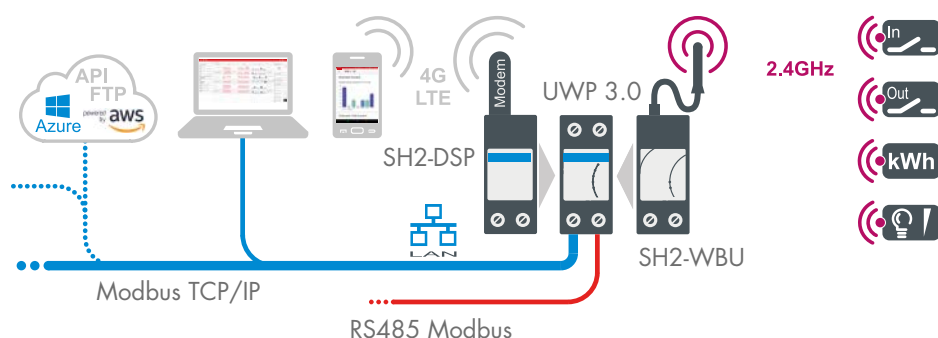 API
FTP
Azure
powered by aws
4G
LTE
Modem
UWP 3.0
2.4GHz
In
Out
kWh
SH2-DSP
SH2-WBU
LAN
Modbus TCP/IP
RS485 Modbus